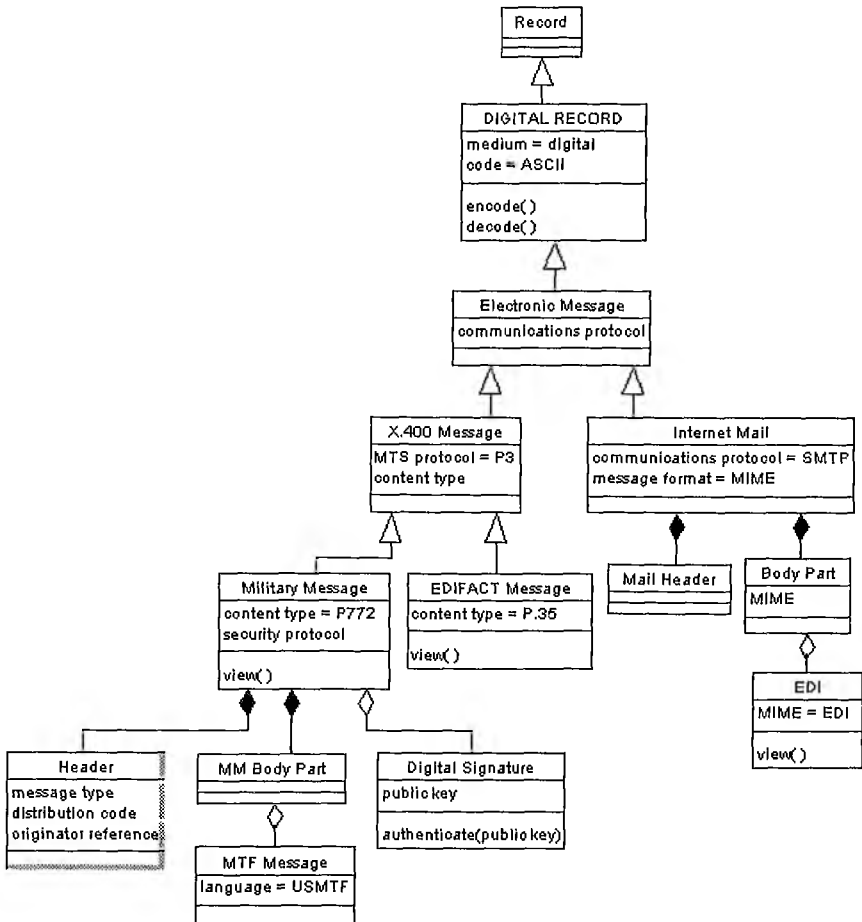 Record
DIGITAL RECORD
medium = digital
code = ASCII
encode()
decode()
Electronic Message
communications protocol
X.400 Message
MTS protocol = P3
content type
Internet Mail
communications protocol = SMTP
message format = MIME
Military Message
content type = P772
security protocol
view()
EDIFACT Message
content type = P.35
view()
Mail Header
Body Part
MIME
EDI
MIME = EDI
view()
Header
message type
distribution code
originator reference
MM Body Part
Digital Signature
public key
authenticate(public key)
MTF Message
language = USMTF